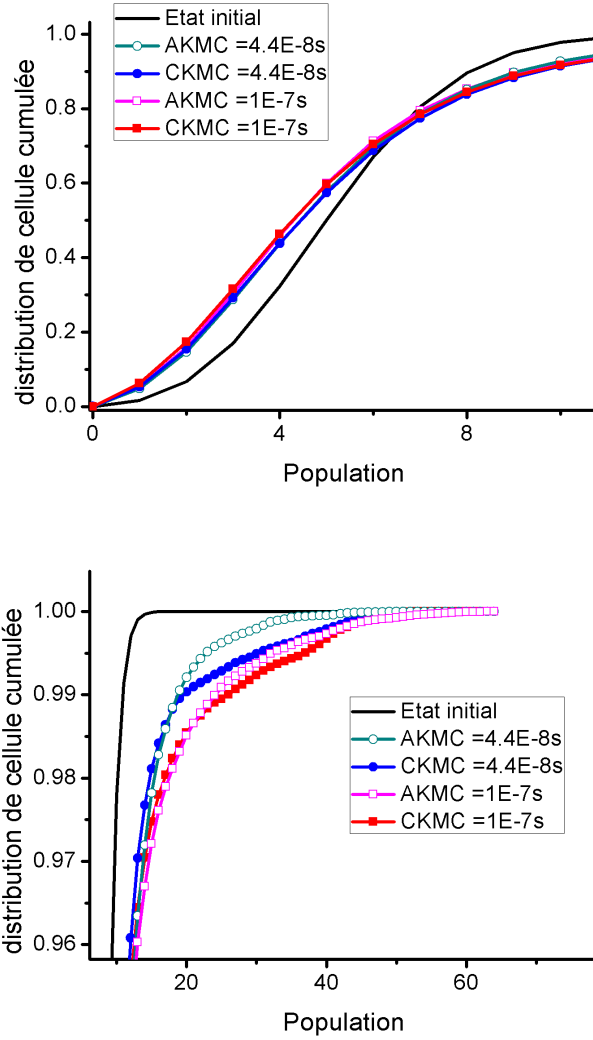 distribution de cellule cumulée
1.0
0.8
0.6
0.4
0.2
0.0
Etat initial
AKMC =4.4E-8s
CKMC =4.4E-8s
AKMC =1E-7s
CKMC =1E-7s
0
4
8
Population
distribution de cellule cumulée
1.00
0.99
0.98
0.97
0.96
Etat initial
AKMC =4.4E-8s
CKMC =4.4E-8s
AKMC =1E-7s
CKMC =1E-7s
20
40
60
Population